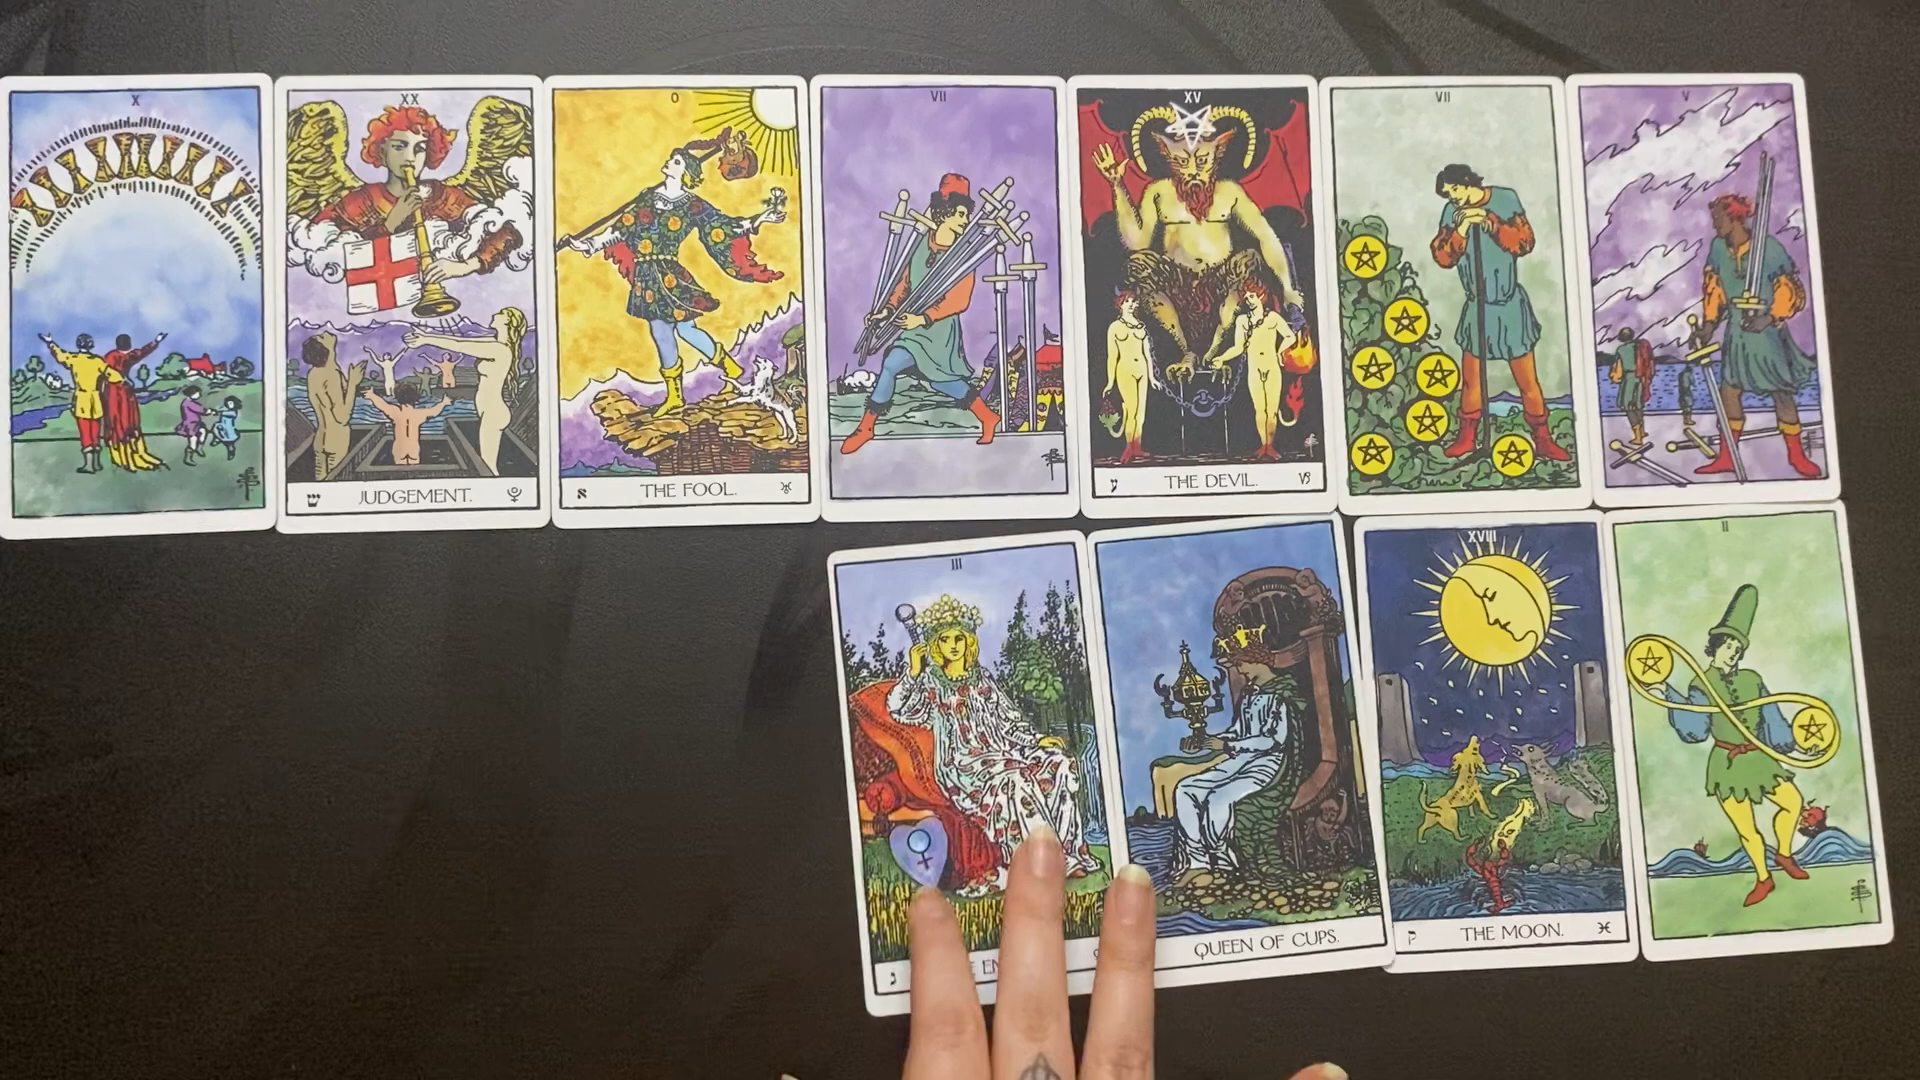 X
XX
0
VII
XV
VII
V
ש JUDGEMENT.
א THE FOOL.
ע THE DEVIL. ♑
III
XVIII
II
QUEEN OF CUPS.
ק THE MOON. ♓